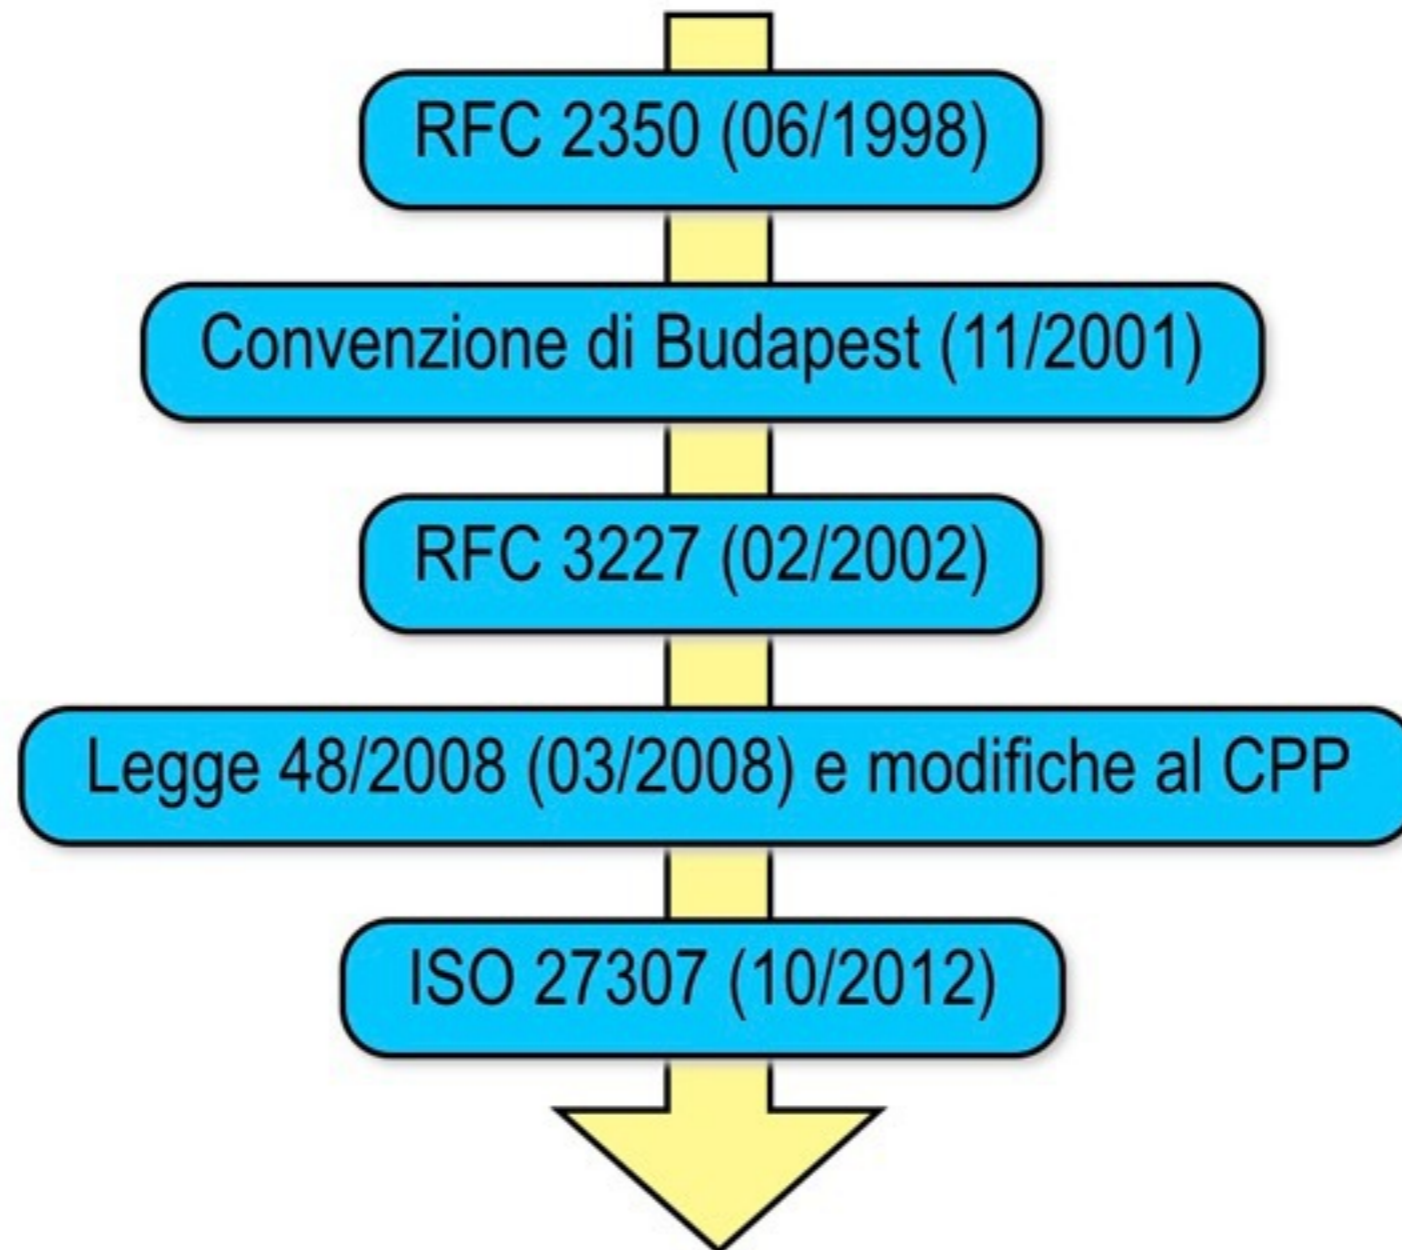 RFC 2350 (06/1998)
Convenzione di Budapest (11/2001)
RFC 3227 (02/2002)
Legge 48/2008 (03/2008) e modifiche al CPP
ISO 27307 (10/2012)